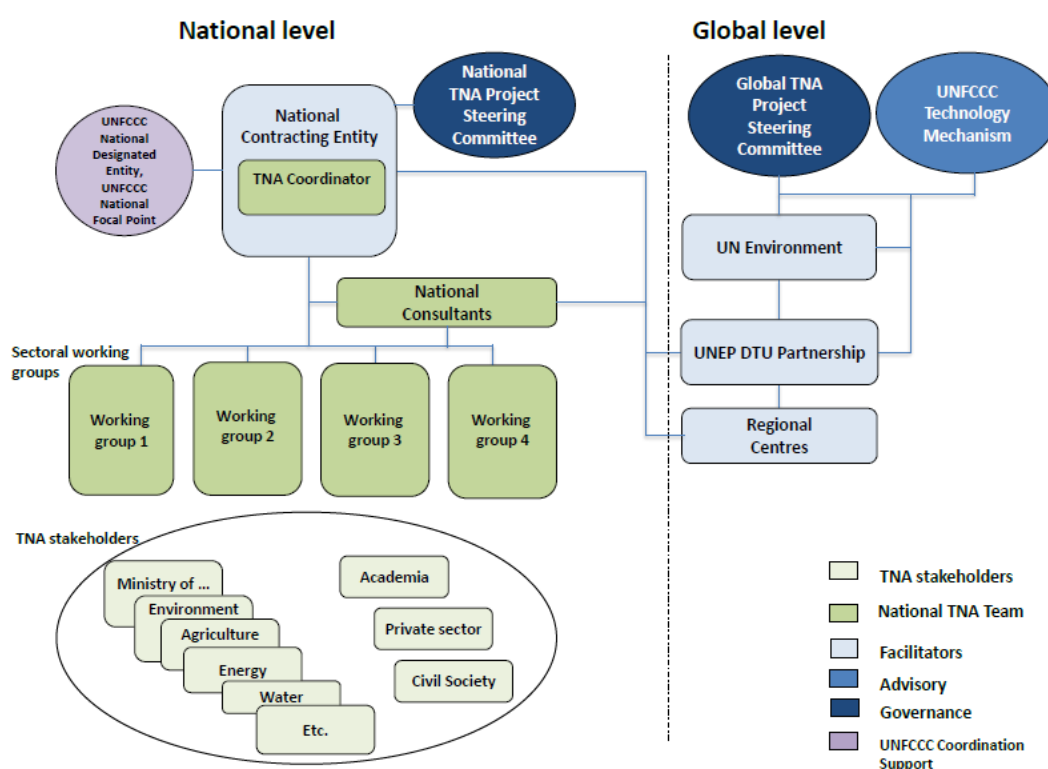 National level
Global level
National
TNA Project
Steering
Committee
Global TNA
Project
Steering
Committee
UNFCCC
Technology
Mechanism
UNFCCC
National
Designated
Entity,
UNFCCC
National
Focal Point
National
Contracting Entity
TNA Coordinator
UN Environment
National
Consultants
UNEP DTU Partnership
Regional
Centres
Sectoral working
groups
Working
group 1
Working
group 2
Working
group 3
Working
group 4
TNA stakeholders
Ministry of ...
Environment
Agriculture
Energy
Water
Etc.
Academia
Private sector
Civil Society
TNA stakeholders
National TNA Team
Facilitators
Advisory
Governance
UNFCCC Coordination
Support